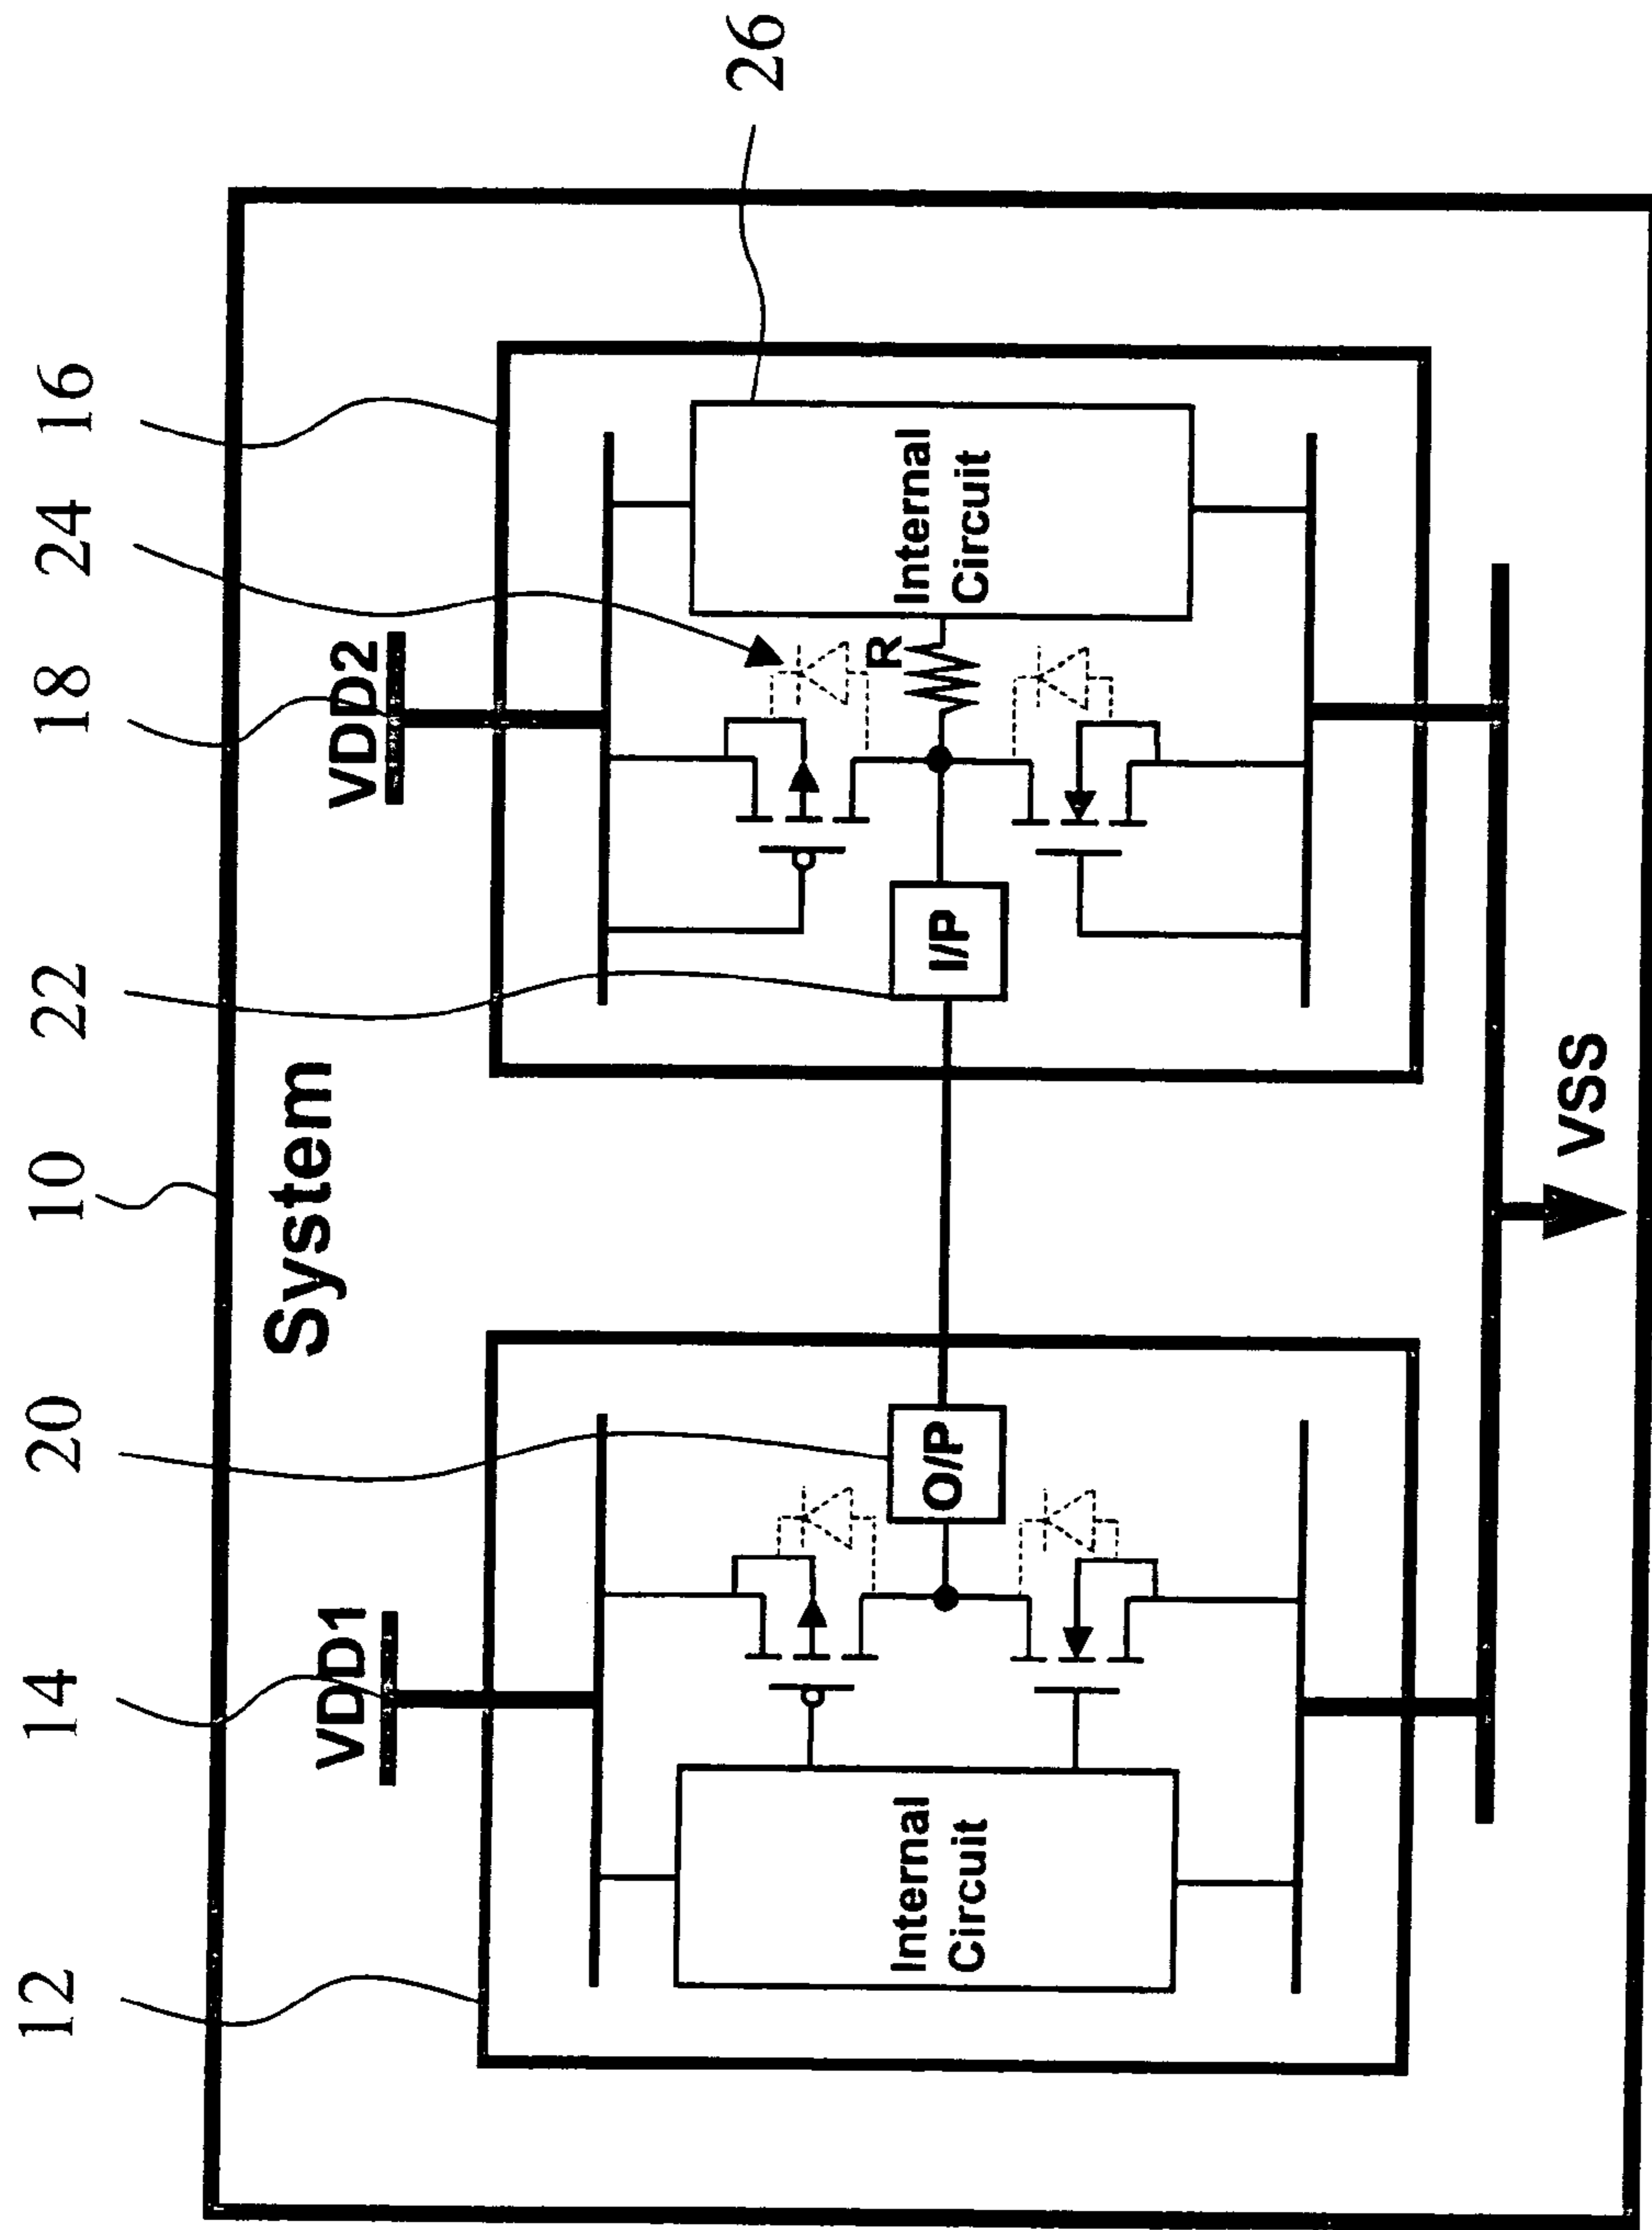 12
14
20
10
22
18
24
16
26
System
VDD1
VDD2
Internal
Circuit
O/P
I/P
R
Internal
Circuit
VSS